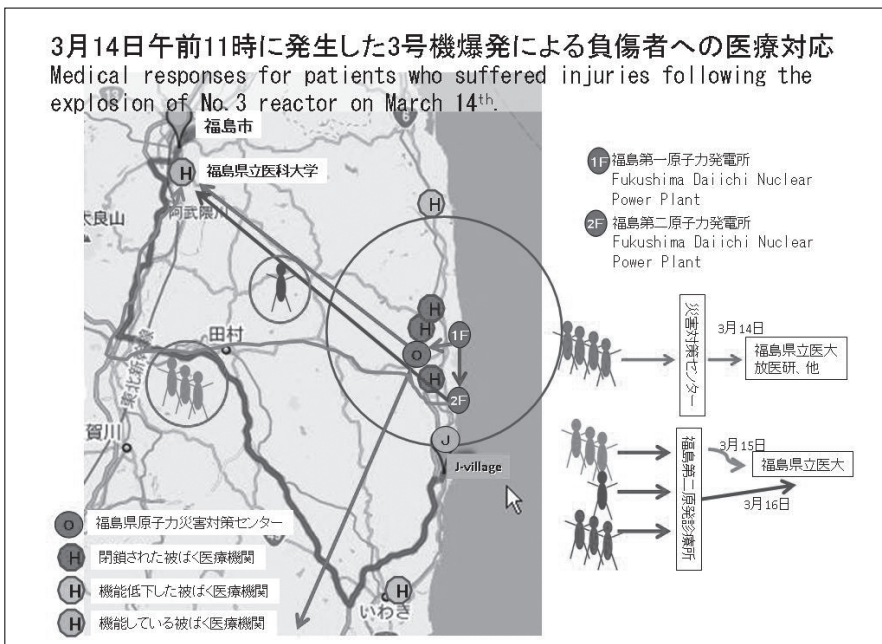 3月14日午前11時に発生した3号機爆発による負傷者への医療対応
Medical responses for patients who suffered injuries following the
explosion of No.3 reactor on March 14th.
13
6
福島市
H
福島県立医科大学
阿武隈川
良山
H
田村
東北新幹線
賀川
H
H
1F
O
H
2F
J
J-village
H
いわき
O 福島県原子力災害対策センター
H 閉鎖された被ばく医療機関
H 機能低下した被ばく医療機関
H 機能している被ばく医療機関
1F 福島第一原子力発電所
Fukushima Daiichi Nuclear
Power Plant
2F 福島第二原子力発電所
Fukushima Daiichi Nuclear
Power Plant
災害対策センター
3月14日
福島県立医大
放医研、他
福島第二原発診療所
3月15日
福島県立医大
3月16日